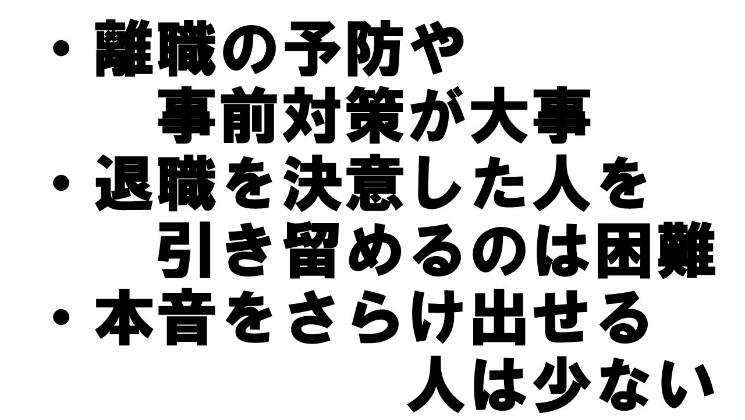 ・離職の予防や
事前対策が大事
・退職を決意した人を
引き留めるのは困難
・本音をさらけ出せる
人は少ない